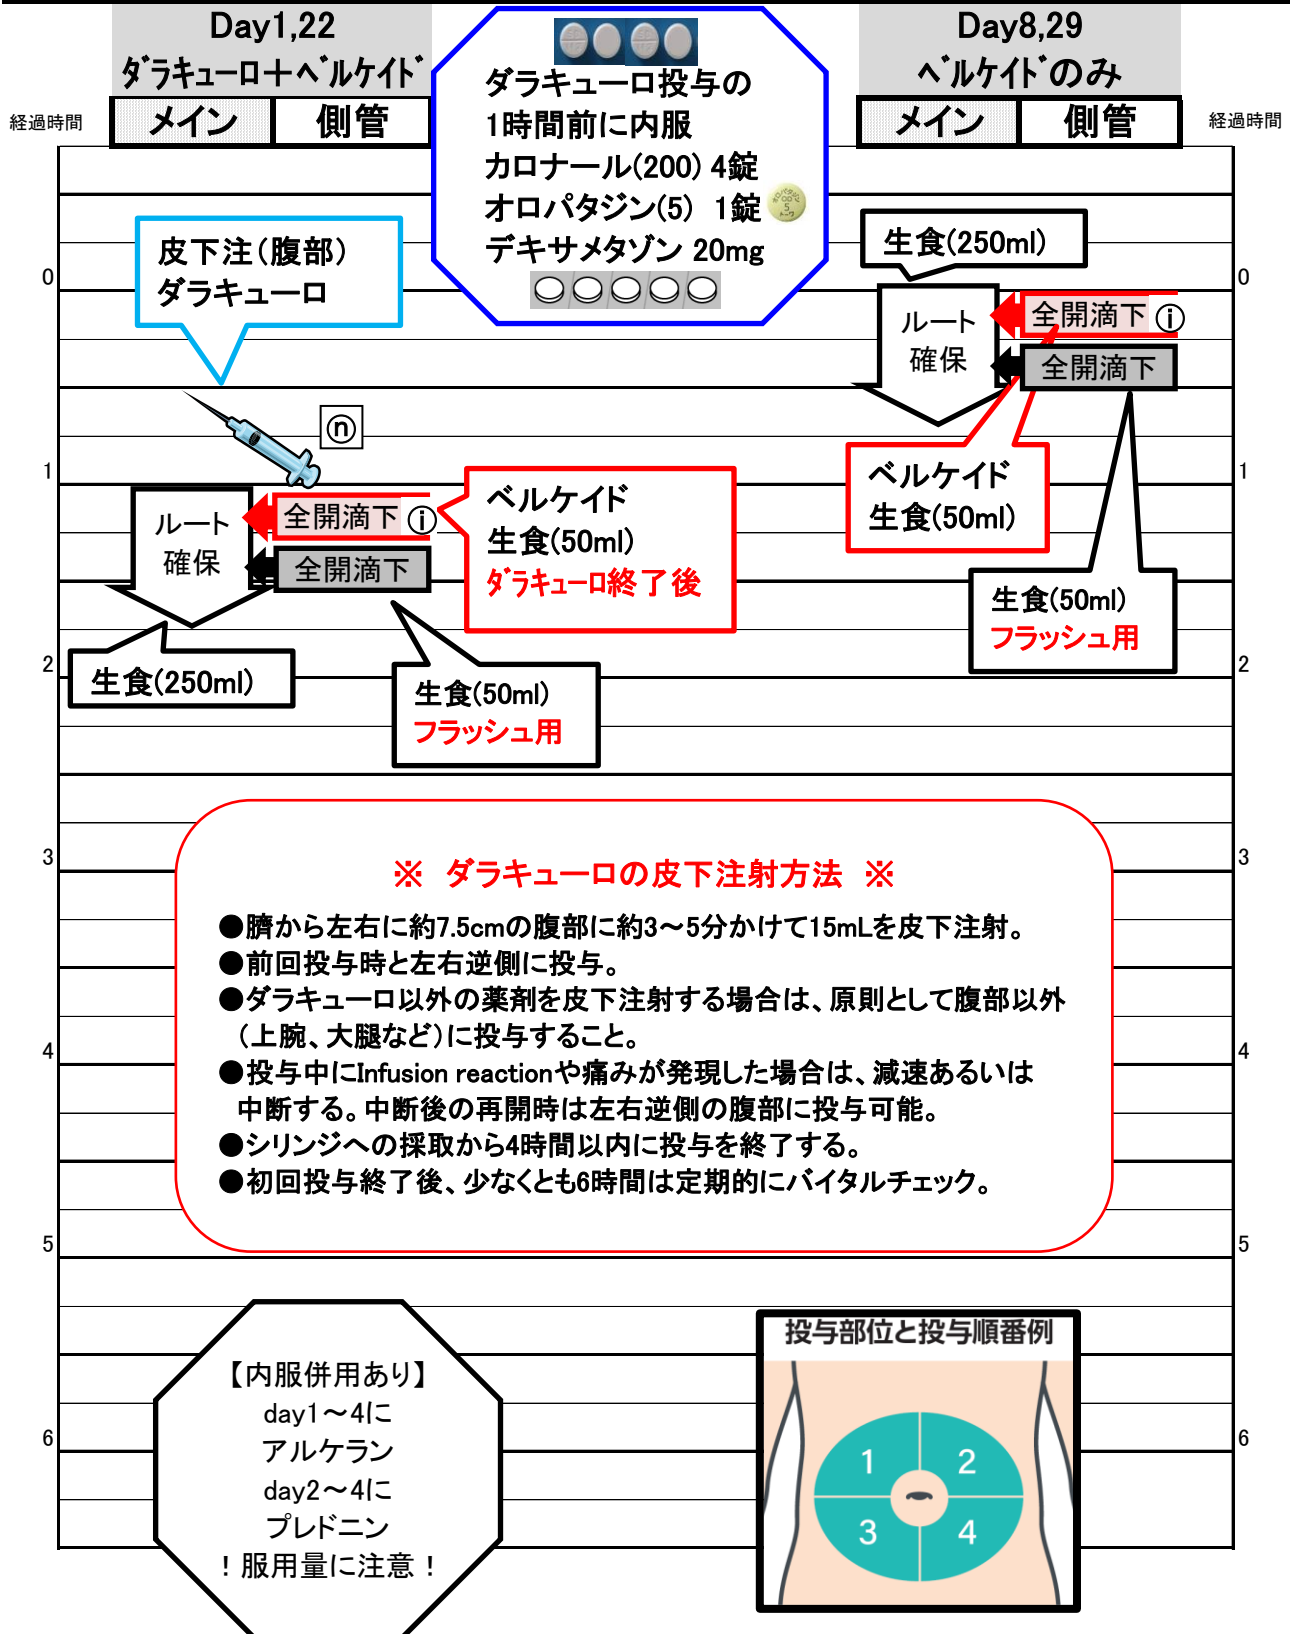 Day1,22
ダラキューロ＋ベルケイド
メイン
側管
経過時間
ダラキューロ投与の
1時間前に内服
カロナール(200) 4錠
オロパタジン(5) 1錠
デキサメタゾン 20mg
オロパタジン
OD
5
トーワ
Day8,29
ベルケイドのみ
メイン
側管
経過時間
皮下注(腹部)
ダラキューロ
生食(250ml)
0
0
ルート
確保
全開滴下 ⓘ
全開滴下
ⓝ
1
1
ルート
確保
全開滴下 ⓘ
全開滴下
ベルケイド
生食(50ml)
ダラキューロ終了後
ベルケイド
生食(50ml)
生食(50ml)
フラッシュ用
2
2
生食(250ml)
生食(50ml)
フラッシュ用
3
3
※ ダラキューロの皮下注射方法 ※
●臍から左右に約7.5cmの腹部に約3～5分かけて15mLを皮下注射。
●前回投与時と左右逆側に投与。
●ダラキューロ以外の薬剤を皮下注射する場合は、原則として腹部以外
（上腕、大腿など）に投与すること。
4
4
●投与中にInfusion reactionや痛みが発現した場合は、減速あるいは
中断する。中断後の再開時は左右逆側の腹部に投与可能。
●シリンジへの採取から4時間以内に投与を終了する。
●初回投与終了後、少なくとも6時間は定期的にバイタルチェック。
5
5
【内服併用あり】
day1～4に
アルケラン
day2～4に
プレドニン
！服用量に注意！
6
6
投与部位と投与順番例
1
2
3
4